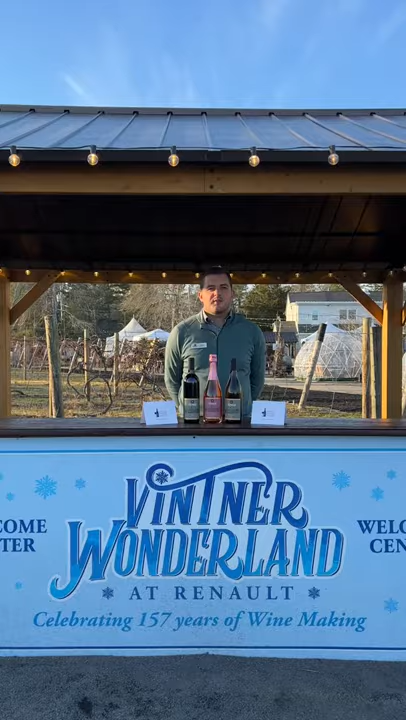 VINTNER
WONDERLAND
AT RENAULT
Celebrating 157 years of Wine Making
COME
TER
WELC
CEN